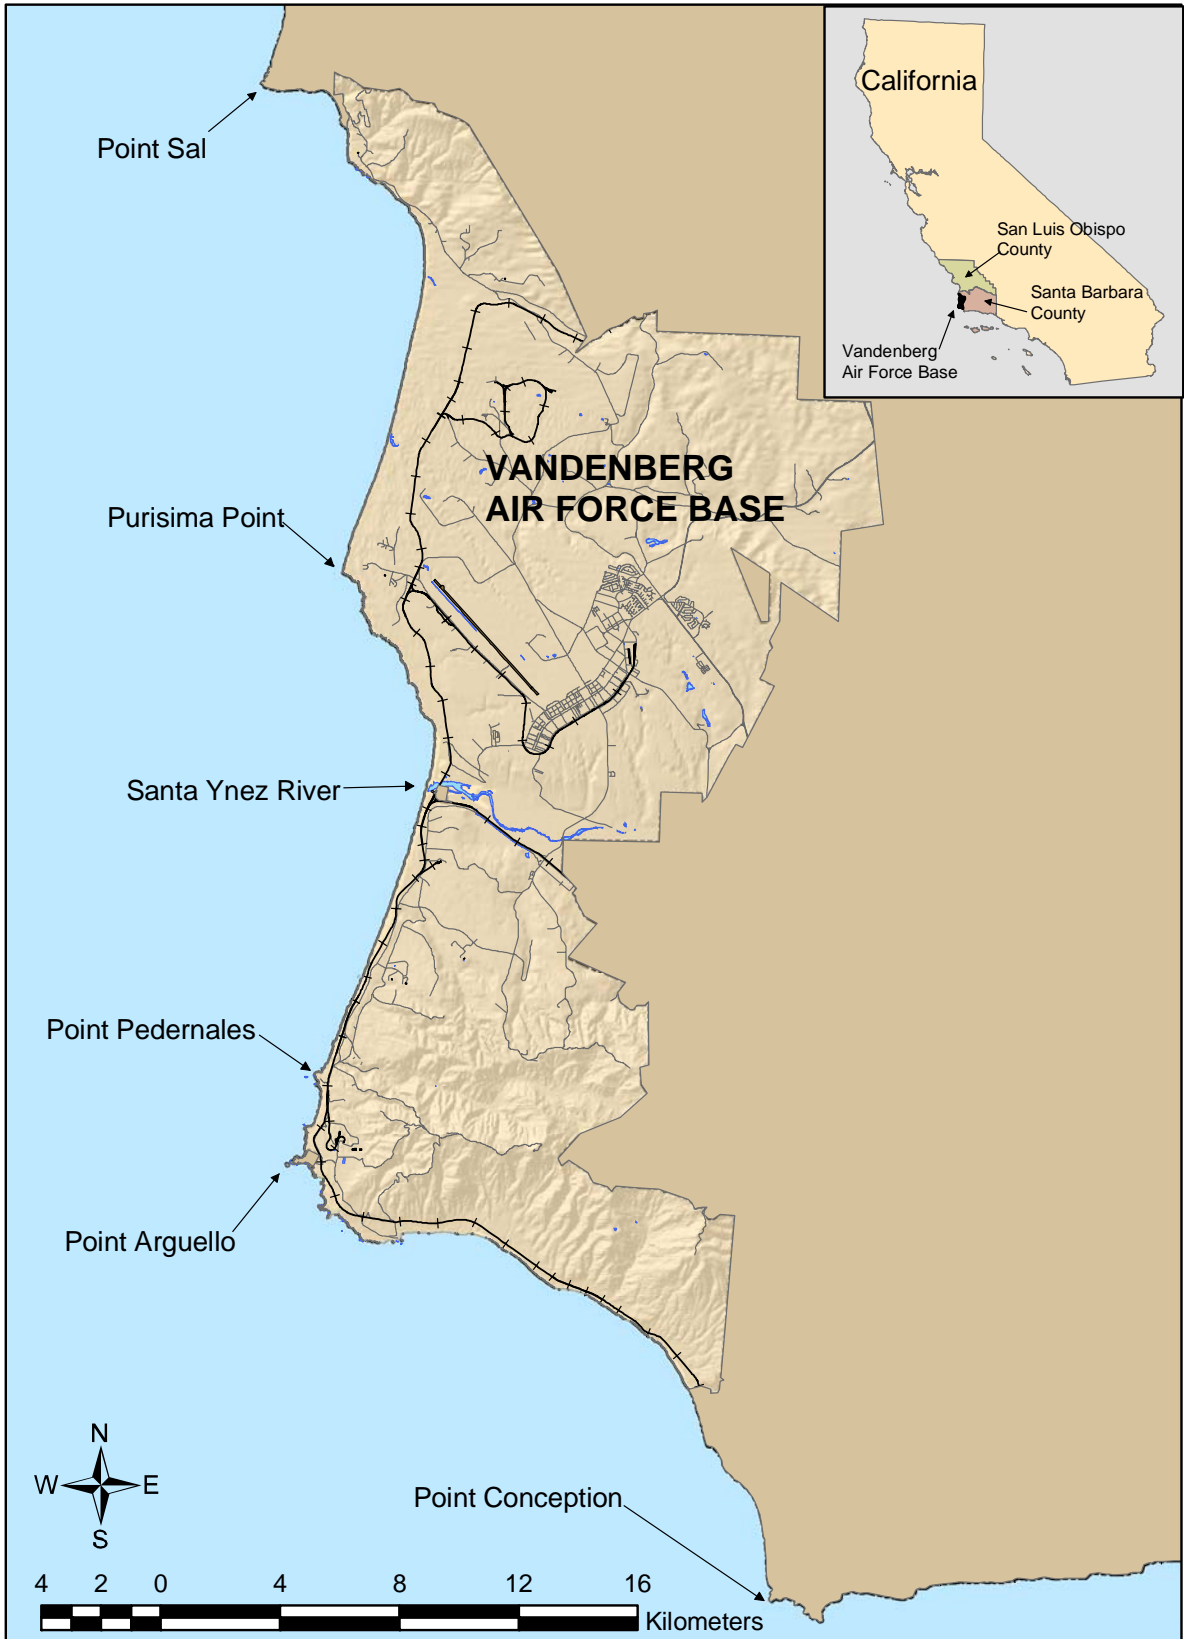 California
San Luis Obispo
County
Santa Barbara
County
Vandenberg
Air Force Base
Point Sal
VANDENBERG
AIR FORCE BASE
Purisima Point
Santa Ynez River
Point Pedernales
Point Arguello
Point Conception
N
W E
S
4 2 0 4 8 12 16
Kilometers